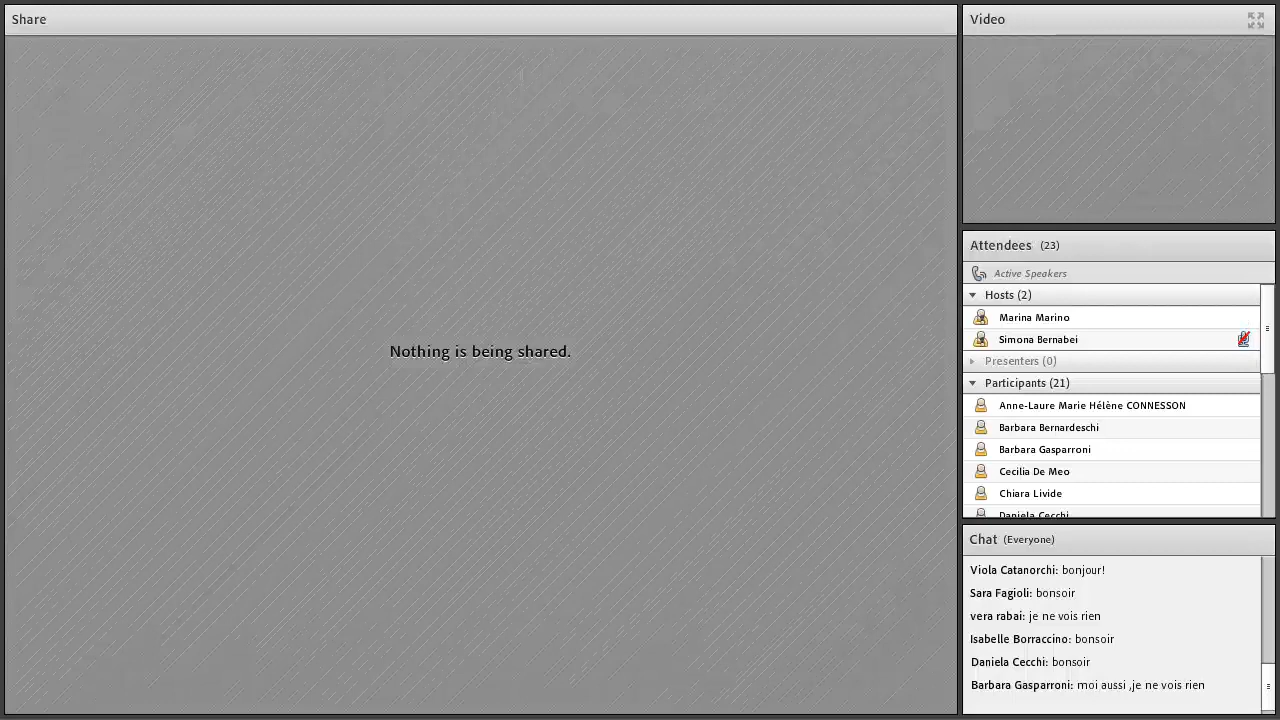 Share
Nothing is being shared.
Video
Attendees (23)
Active Speakers
Hosts (2)
Marina Marino
Simona Bernabei
Presenters (0)
Participants (21)
Anne-Laure Marie Hélène CONNESSON
Barbara Bernardeschi
Barbara Gasparroni
Cecilia De Meo
Chiara Livide
Daniela Cecchi
Chat (Everyone)
Viola Catanorchi: bonjour!
Sara Fagioli: bonsoir
vera rabai: je ne vois rien
Isabelle Borraccino: bonsoir
Daniela Cecchi: bonsoir
Barbara Gasparroni: moi aussi ,je ne vois rien